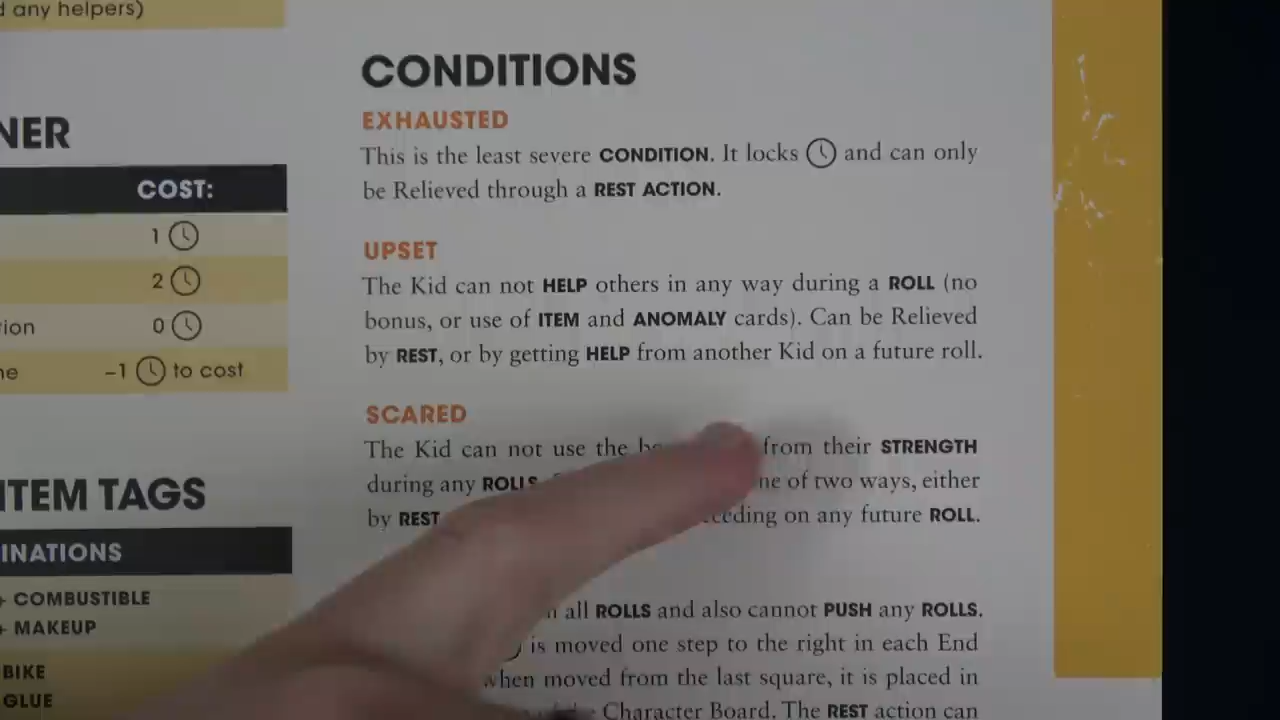 d any helpers)
NER
COST:
1
2
tion 0
ne -1 to cost
ITEM TAGS
INATIONS
+ COMBUSTIBLE
+ MAKEUP
BIKE
GLUE
CONDITIONS
EXHAUSTED
This is the least severe CONDITION. It locks and can only
be Relieved through a REST ACTION.
UPSET
The Kid can not HELP others in any way during a ROLL (no
bonus, or use of ITEM and ANOMALY cards). Can be Relieved
by REST, or by getting HELP from another Kid on a future roll.
SCARED
The Kid can not use the from their STRENGTH
during any ROLLS of two ways, either
by REST on any future ROLL.
all ROLLS and also cannot PUSH any ROLLS.
is moved one step to the right in each End
when moved from the last square, it is placed in
Character Board. The REST action can